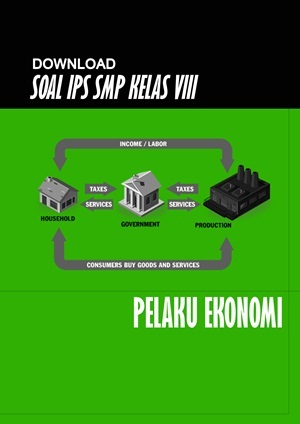 DOWNLOAD
SOAL IPS SMP KELAS VIII
INCOME / LABOR
TAXES
TAXES
SERVICES
SERVICES
HOUSEHOLD
GOVERNMENT
PRODUCTION
CONSUMERS BUY GOODS AND SERVICES
PELAKU EKONOMI